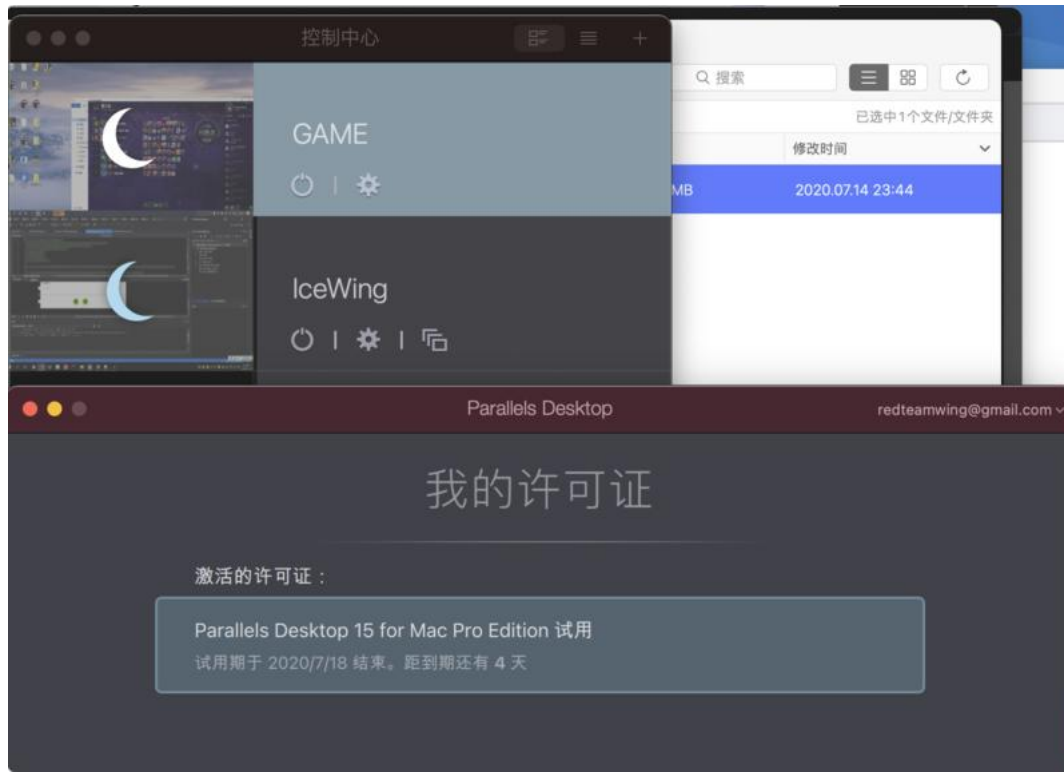 控制中心
搜索
已选中1个文件/文件夹
修改时间
MB
2020.07.14 23:44
GAME
IceWing
Parallels Desktop
redteamwing@gmail.com
我的许可证
激活的许可证：
Parallels Desktop 15 for Mac Pro Edition 试用
试用期于 2020/7/18 结束。距到期还有 4 天